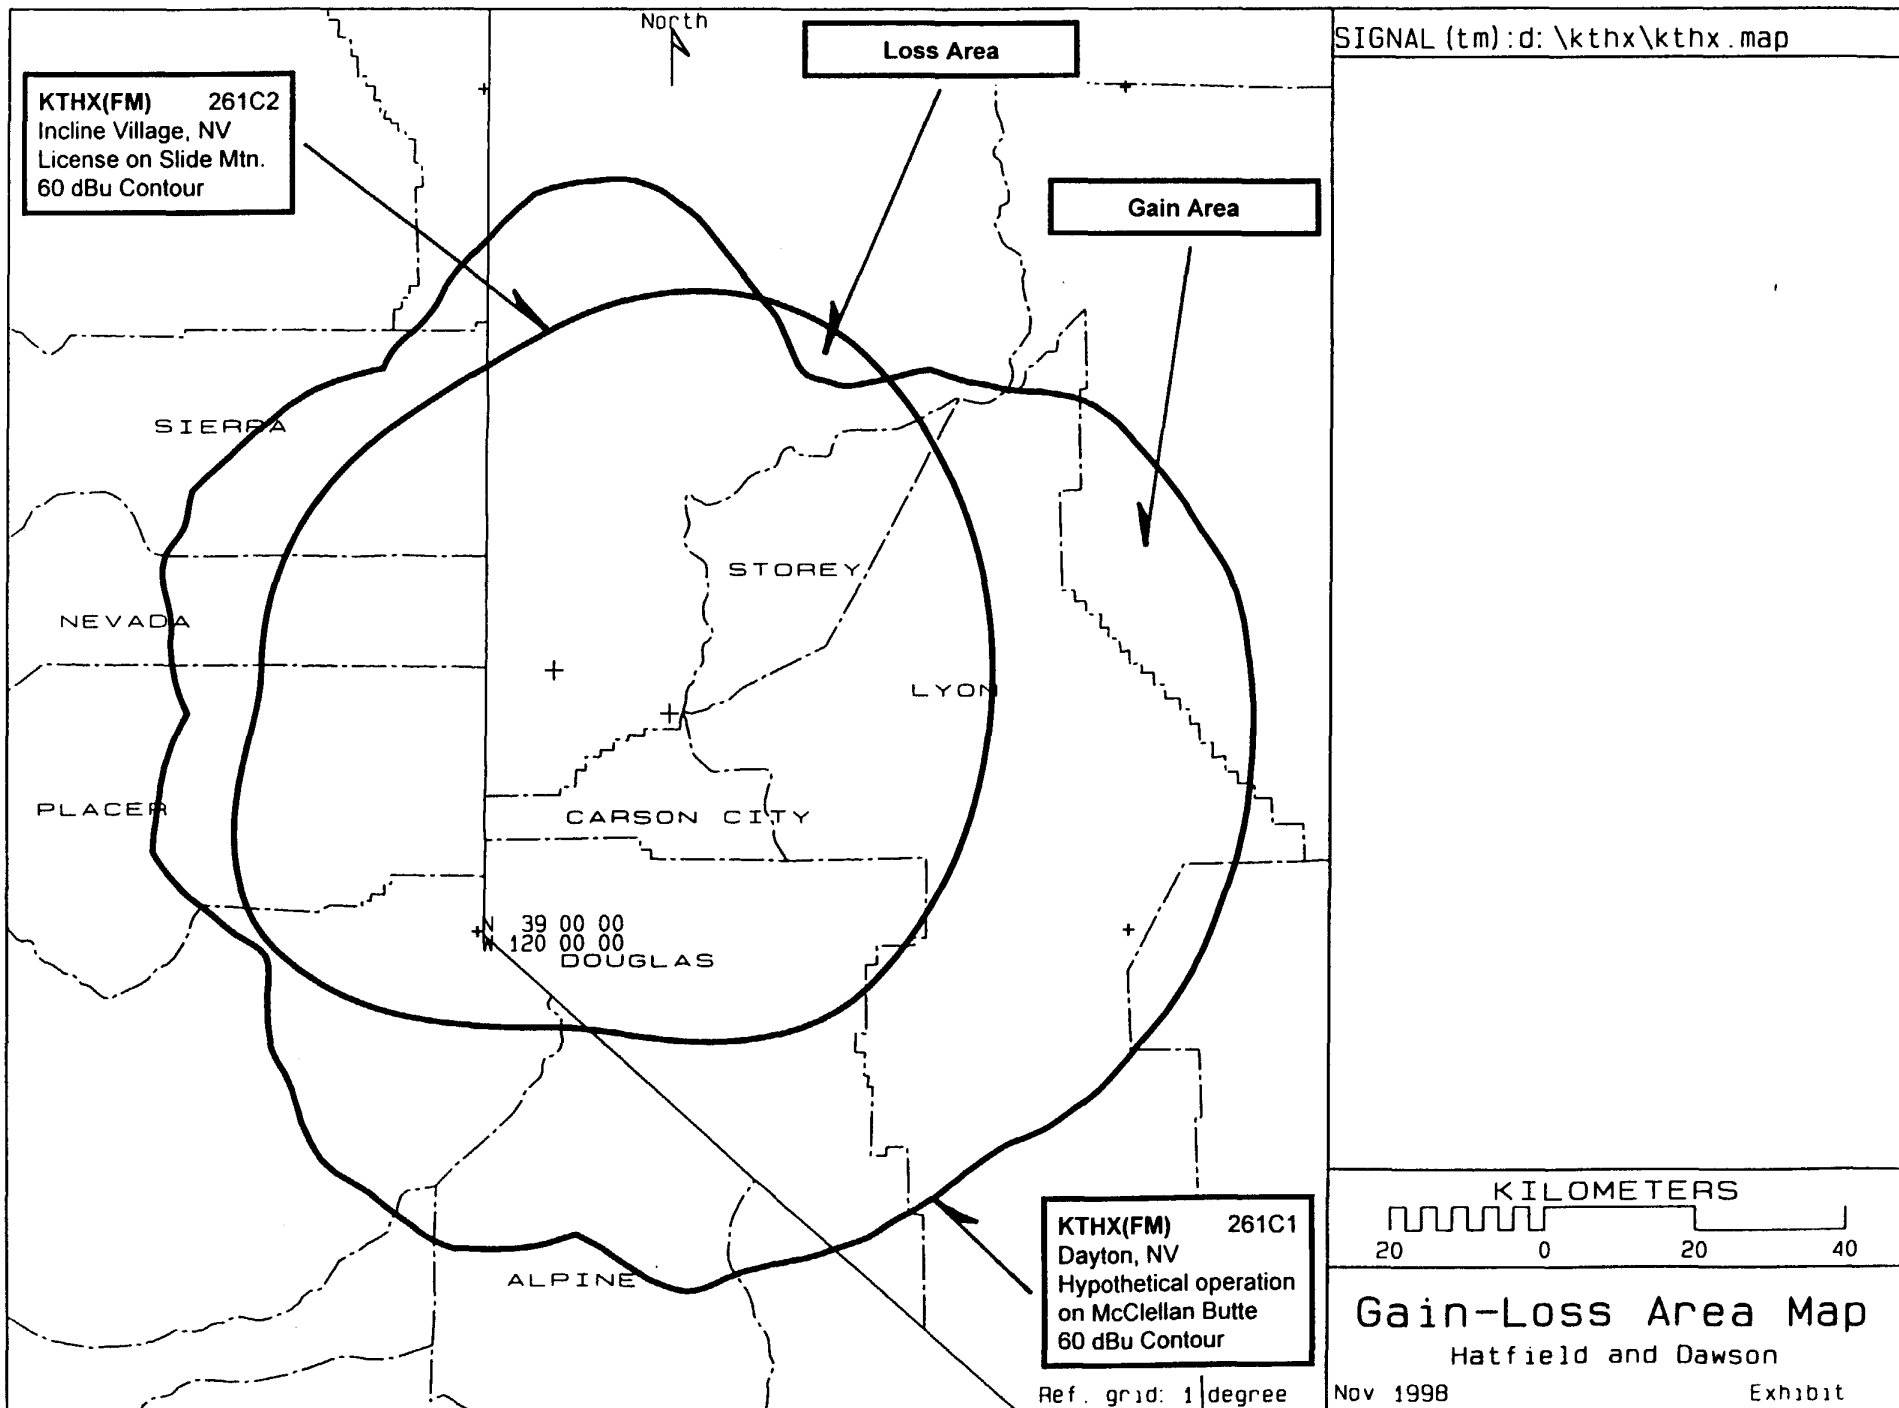 North
SIGNAL (tm):d: \kthx\kthx.map
Loss Area
KTHX(FM) 261C2
Incline Village, NV
License on Slide Mtn.
60 dBu Contour
Gain Area
SIERRA
STOREY
NEVADA
LYON
PLACER
CARSON CITY
N 39 00 00
W 120 00 00
DOUGLAS
ALPINE
KTHX(FM) 261C1
Dayton, NV
Hypothetical operation
on McClellan Butte
60 dBu Contour
Ref. grid: 1 degree
KILOMETERS
20 0 20 40
Gain-Loss Area Map
Hatfield and Dawson
Nov 1998 Exhibit